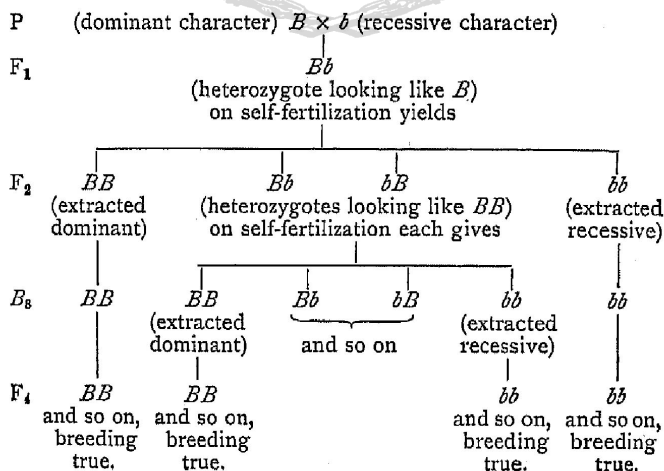 P (dominant character) B × b (recessive character)
F₁ Bb
(heterozygote looking like B)
on self-fertilization yields
F₂ BB Bb bB bb
(extracted (heterozygotes looking like BB) (extracted
dominant) on self-fertilization each gives recessive)
B₈ BB BB Bb bB bb bb
(extracted (extracted
dominant) and so on recessive)
F₄ BB BB bb bb
and so on, and so on, and so on, and so on,
breeding breeding breeding breeding
true. true. true. true.